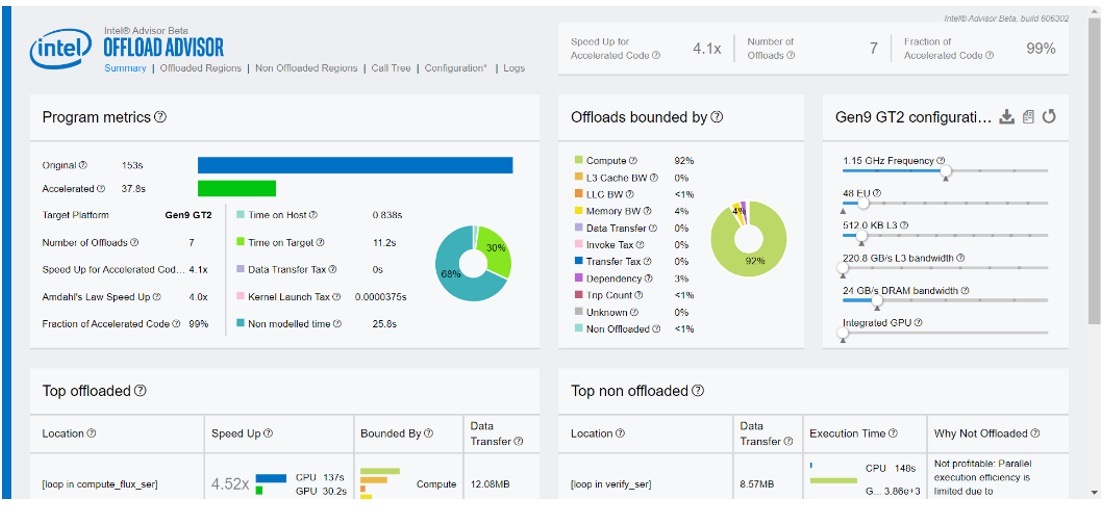 Intel® Advisor Beta, build 606302
intel
Intel® Advisor Beta
OFFLOAD ADVISOR
Summary | Offloaded Regions | Non Offloaded Regions | Call Tree | Configuration* | Logs
Speed Up for
Accelerated Code
4.1x
Number of
Offloads
7
Fraction of
Accelerated Code
99%
Program metrics
Original 153s
Accelerated 37.8s
Target Platform Gen9 GT2
Number of Offloads 7
Speed Up for Accelerated Cod... 4.1x
Amdahl's Law Speed Up 4.0x
Fraction of Accelerated Code 99%
Time on Host 0.838s
Time on Target 11.2s
Data Transfer Tax 0s
Kernel Launch Tax 0.0000375s
Non modelled time 25.8s
30%
68%
Offloads bounded by
Compute 92%
L3 Cache BW 0%
LLC BW <1%
Memory BW 4%
Data Transfer 0%
Invoke Tax 0%
Transfer Tax 0%
Dependency 3%
Trip Count <1%
Unknown 0%
Non Offloaded <1%
4%
92%
Gen9 GT2 configurati...
1.15 GHz Frequency
48 EU
512.0 KB L3
220.8 GB/s L3 bandwidth
24 GB/s DRAM bandwidth
Integrated GPU
Top offloaded
Location
Speed Up
Bounded By
Data
Transfer
[loop in compute_flux_ser]
4.52x
CPU 137s
GPU 30.2s
Compute
12.08MB
Top non offloaded
Location
Data
Transfer
Execution Time
Why Not Offloaded
[loop in verify_ser]
8.57MB
CPU 148s
G... 3.86e+3
Not profitable: Parallel
execution efficiency is
limited due to